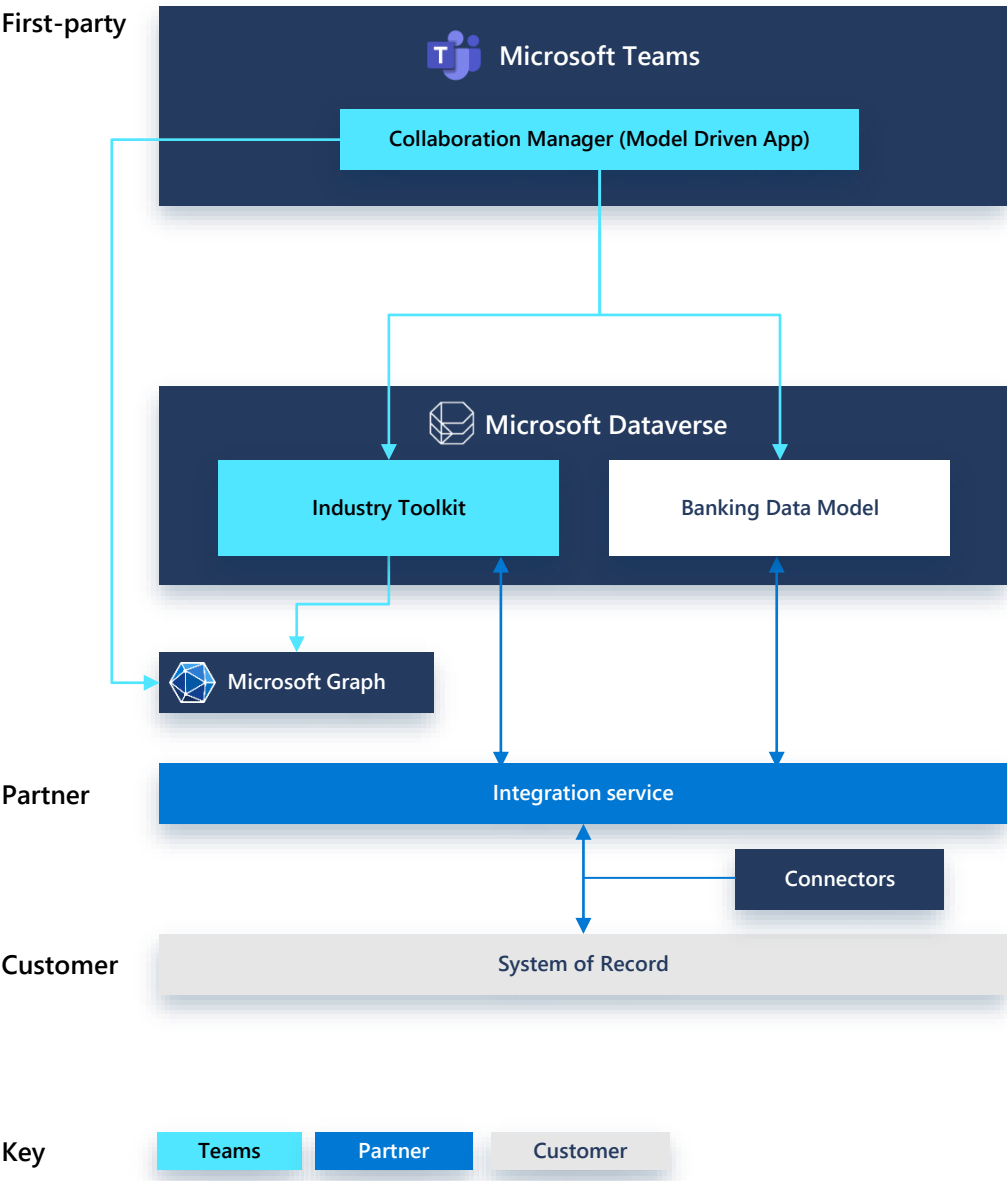 First-party
T
Microsoft Teams
Collaboration Manager (Model Driven App)
Microsoft Dataverse
Industry Toolkit
Banking Data Model
Microsoft Graph
Partner
Integration service
Connectors
Customer
System of Record
Key
Teams
Partner
Customer